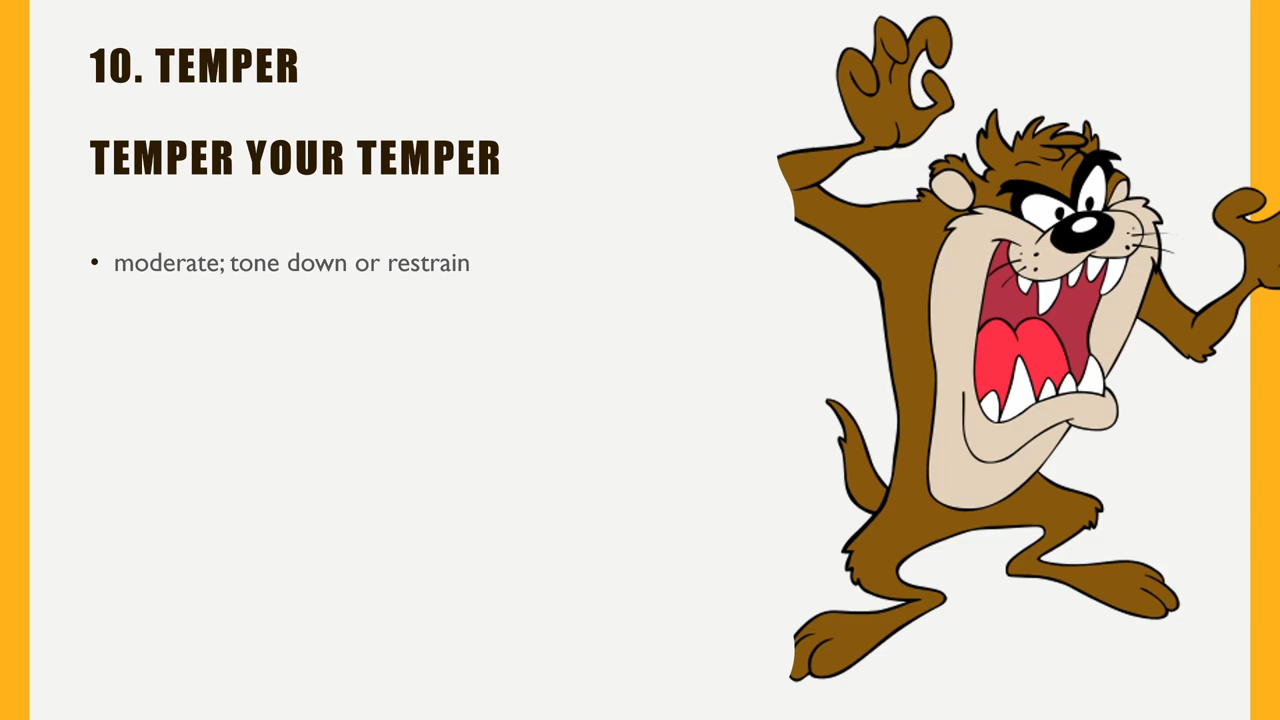 10. TEMPER
TEMPER YOUR TEMPER
• moderate; tone down or restrain